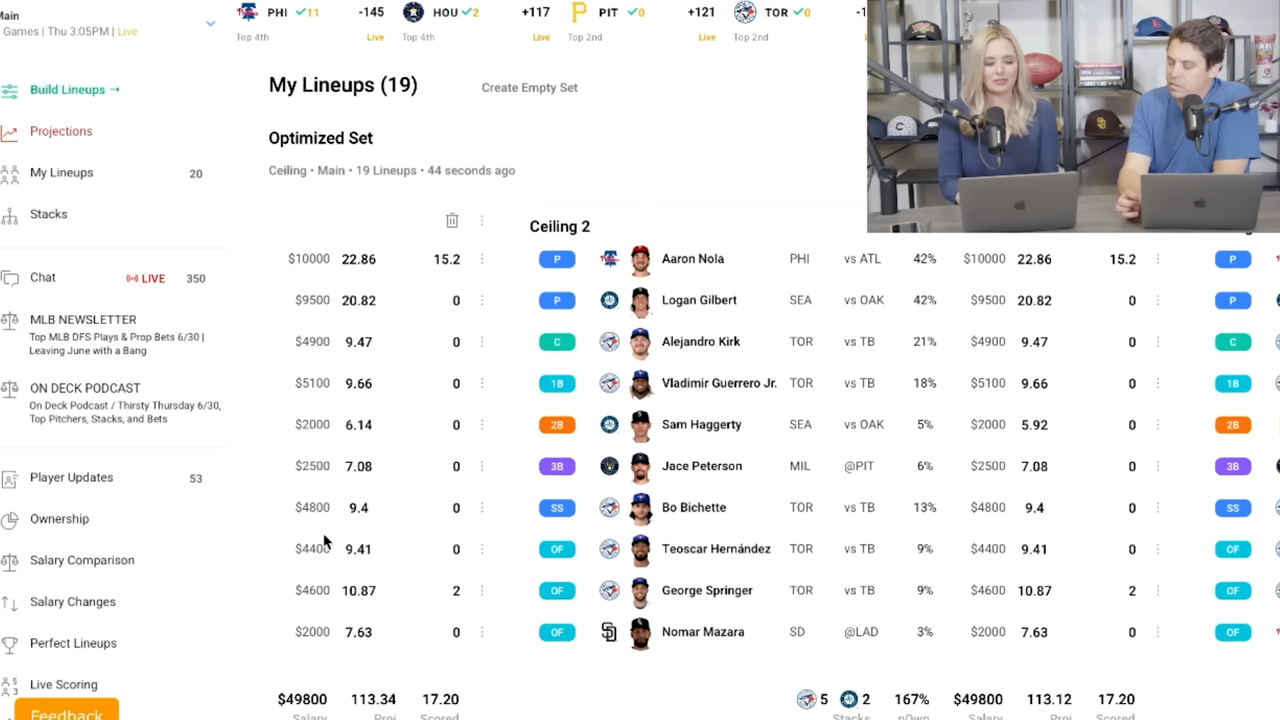 Main
Games | Thu 3:05PM | Live
PHI 11 -145
Top 4th Live
HOU 2 +117
Top 4th Live
PIT 0 +121
Top 2nd Live
TOR 0
Top 2nd
Build Lineups →
Projections
My Lineups 20
Stacks
Chat LIVE 350
MLB NEWSLETTER
Top MLB DFS Plays & Prop Bets 6/30 |
Leaving June with a Bang
ON DECK PODCAST
On Deck Podcast / Thirsty Thursday 6/30,
Top Pitchers, Stacks, and Bets
Player Updates 53
Ownership
Salary Comparison
Salary Changes
Perfect Lineups
Live Scoring
Feedback
My Lineups (19) Create Empty Set
Optimized Set
Ceiling • Main • 19 Lineups • 44 seconds ago
Ceiling 2
$10000 22.86 15.2 P Aaron Nola PHI vs ATL 42% $10000 22.86 15.2 P
$9500 20.82 0 P Logan Gilbert SEA vs OAK 42% $9500 20.82 0 P
$4900 9.47 0 C Alejandro Kirk TOR vs TB 21% $4900 9.47 0 C
$5100 9.66 0 1B Vladimir Guerrero Jr. TOR vs TB 18% $5100 9.66 0 1B
$2000 6.14 0 2B Sam Haggerty SEA vs OAK 5% $2000 5.92 0 2B
$2500 7.08 0 3B Jace Peterson MIL @PIT 6% $2500 7.08 0 3B
$4800 9.4 0 SS Bo Bichette TOR vs TB 13% $4800 9.4 0 SS
$4400 9.41 0 OF Teoscar Hernández TOR vs TB 9% $4400 9.41 0 OF
$4600 10.87 2 OF George Springer TOR vs TB 9% $4600 10.87 2 OF
$2000 7.63 0 OF Nomar Mazara SD @LAD 3% $2000 7.63 0 OF
$49800 113.34 17.20 5 2 167% $49800 113.12 17.20
Salary Proj Scored Stacks pOwn Salary Proj Scored